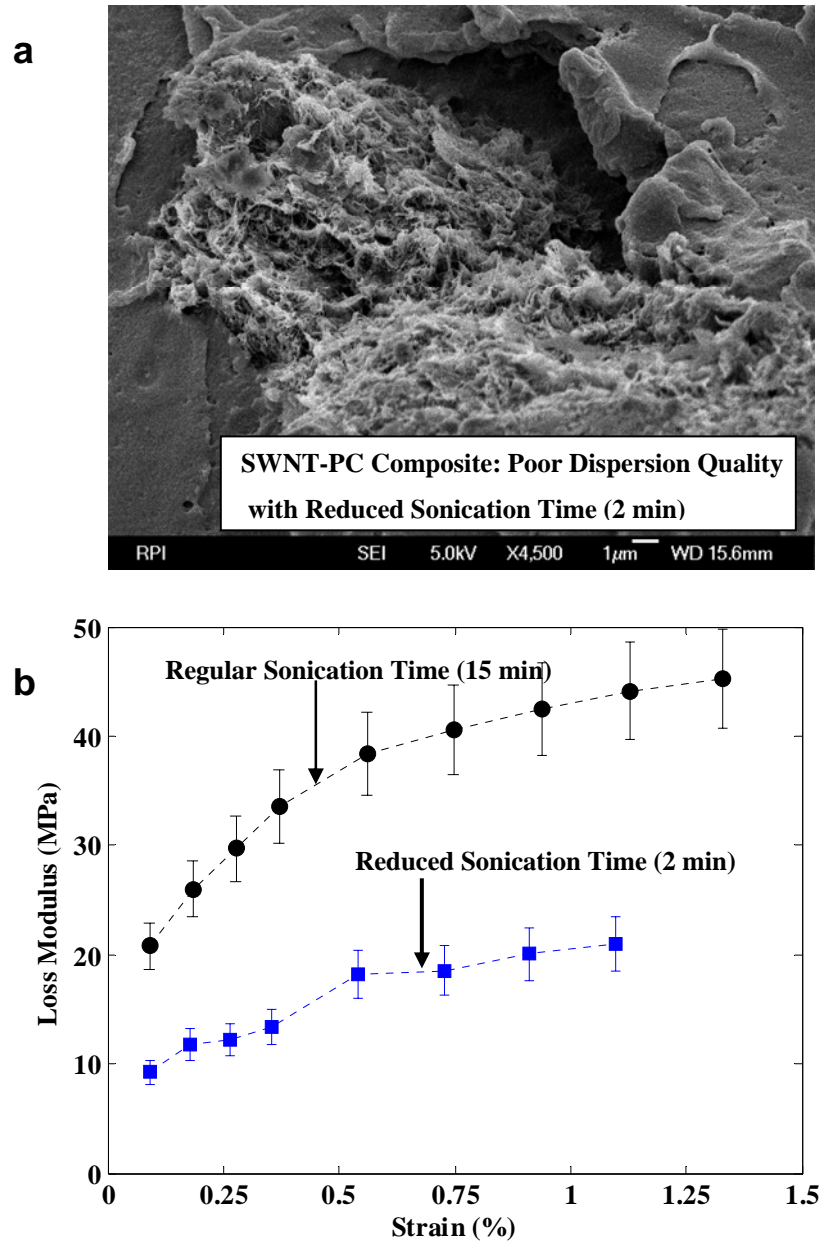 a
SWNT-PC Composite: Poor Dispersion Quality
with Reduced Sonication Time (2 min)
RPI SEI 5.0kV X4,500 1μm WD 15.6mm
b
50
40
30
20
10
0
Loss Modulus (MPa)
Regular Sonication Time (15 min)
Reduced Sonication Time (2 min)
0 0.25 0.5 0.75 1 1.25 1.5
Strain (%)